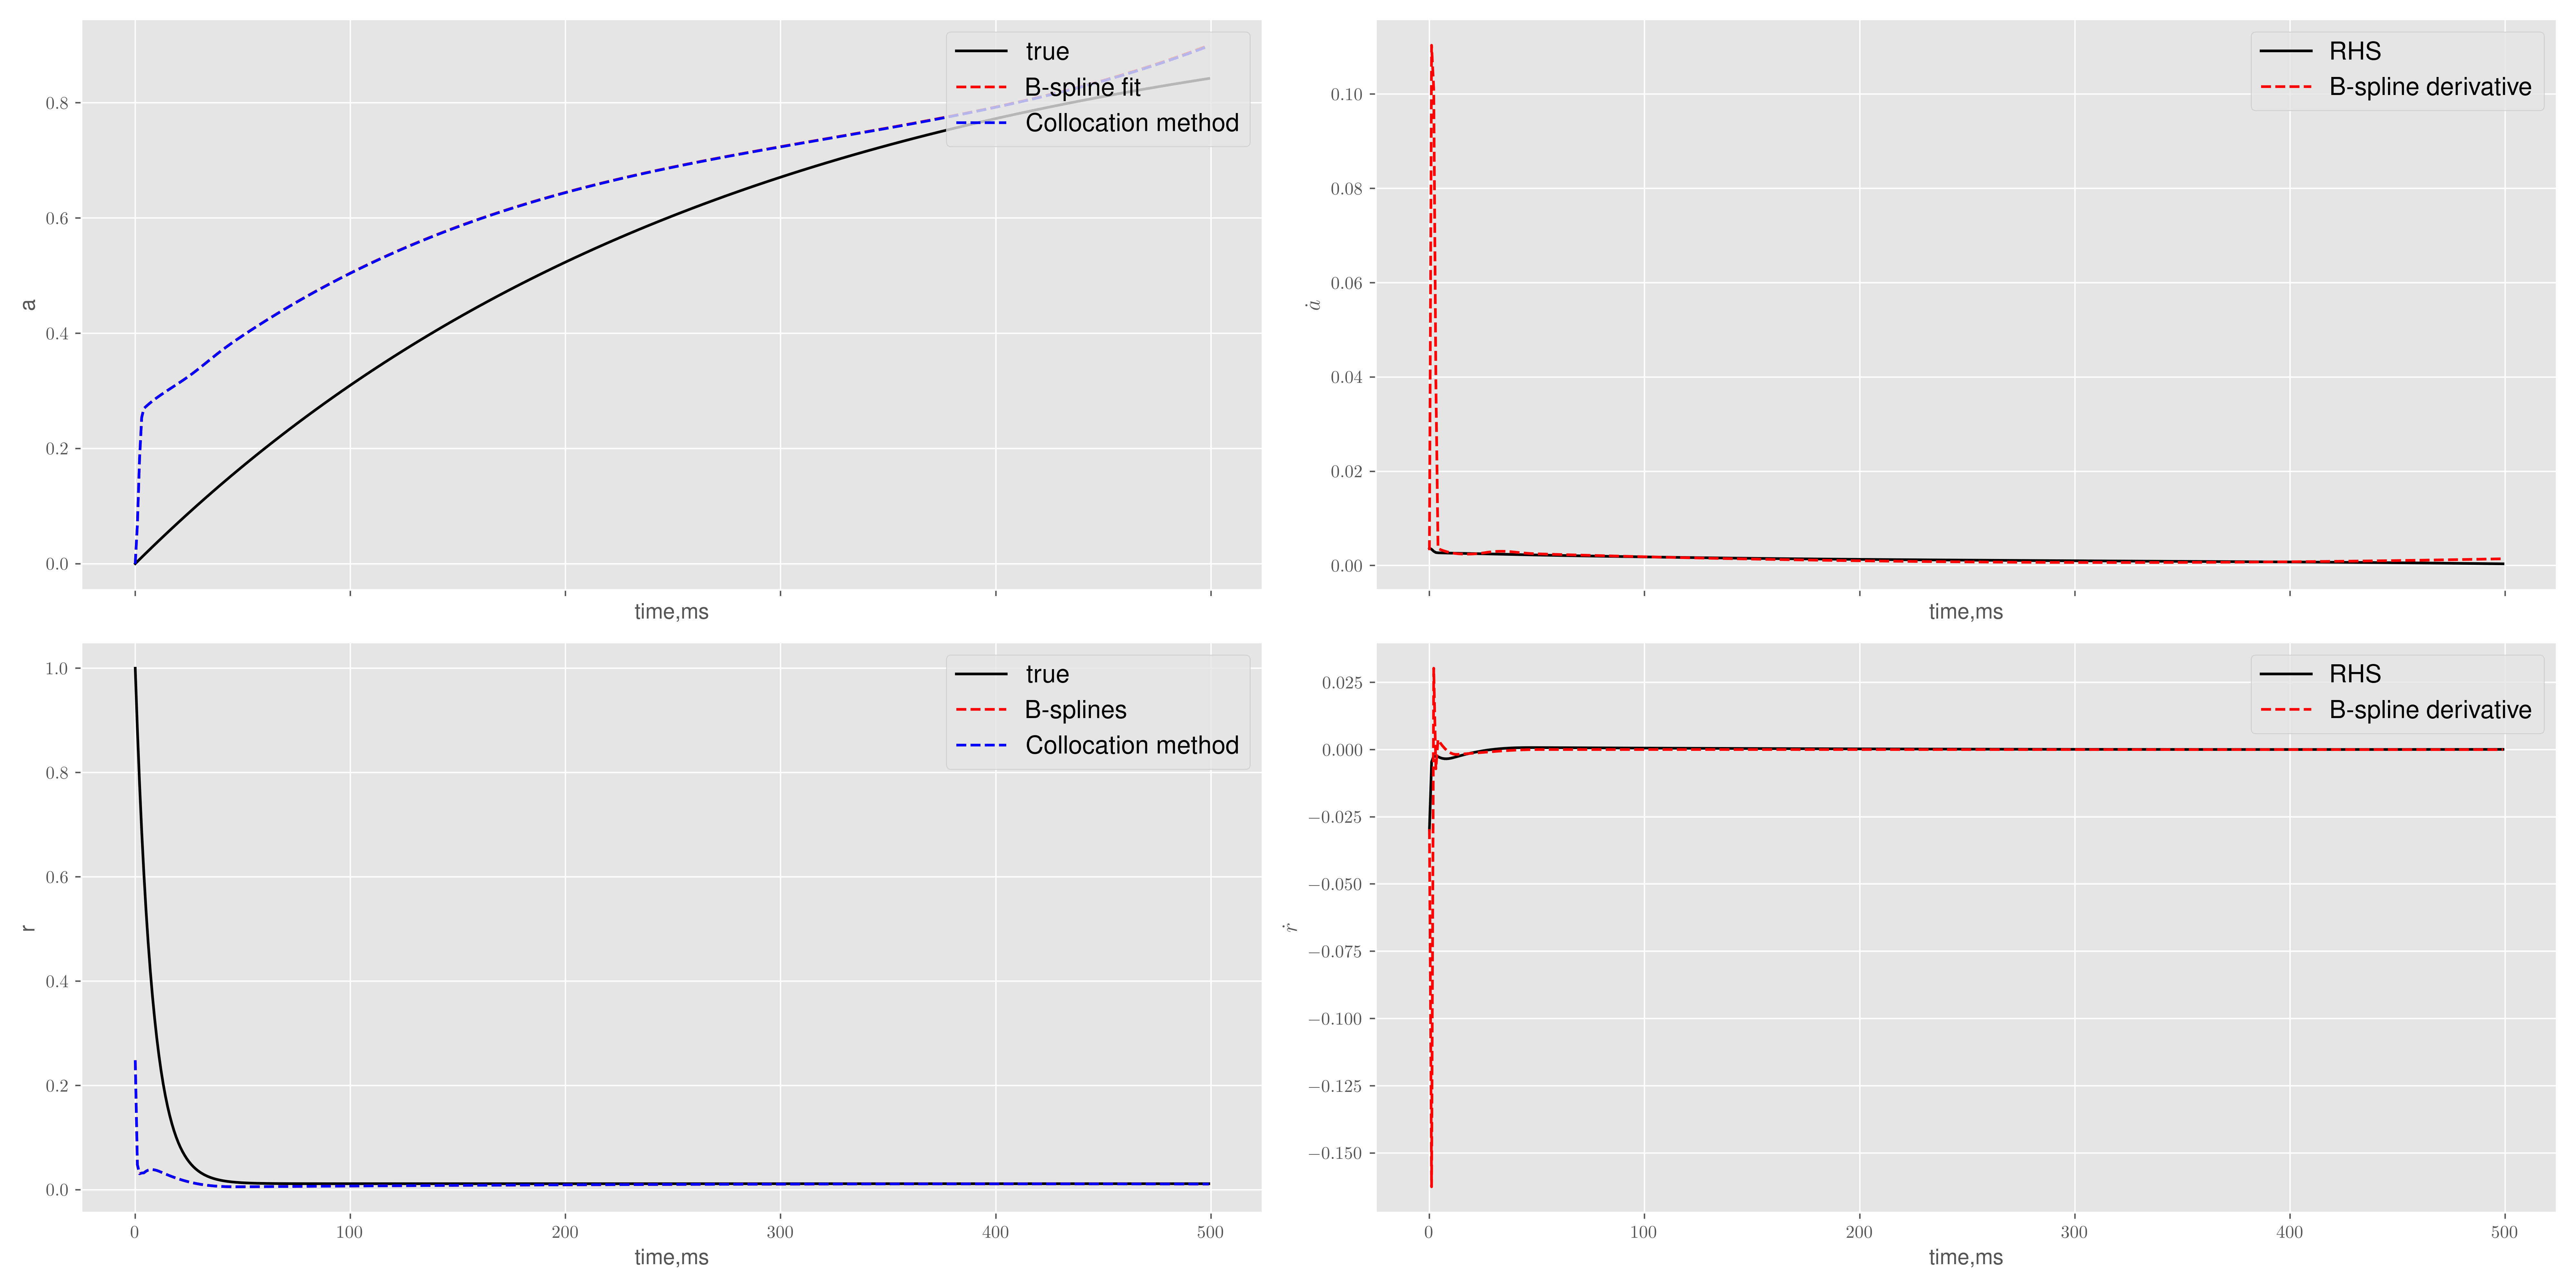 true
B-spline fit
Collocation method
0.8
0.6
0.4
0.2
0.0
a
time,ms
RHS
B-spline derivative
0.10
0.08
0.06
0.04
0.02
0.00
ȧ
time,ms
true
B-splines
Collocation method
1.0
0.8
0.6
0.4
0.2
0.0
r
0 100 200 300 400 500
time,ms
RHS
B-spline derivative
0.025
0.000
−0.025
−0.050
−0.075
−0.100
−0.125
−0.150
ṙ
0 100 200 300 400 500
time,ms